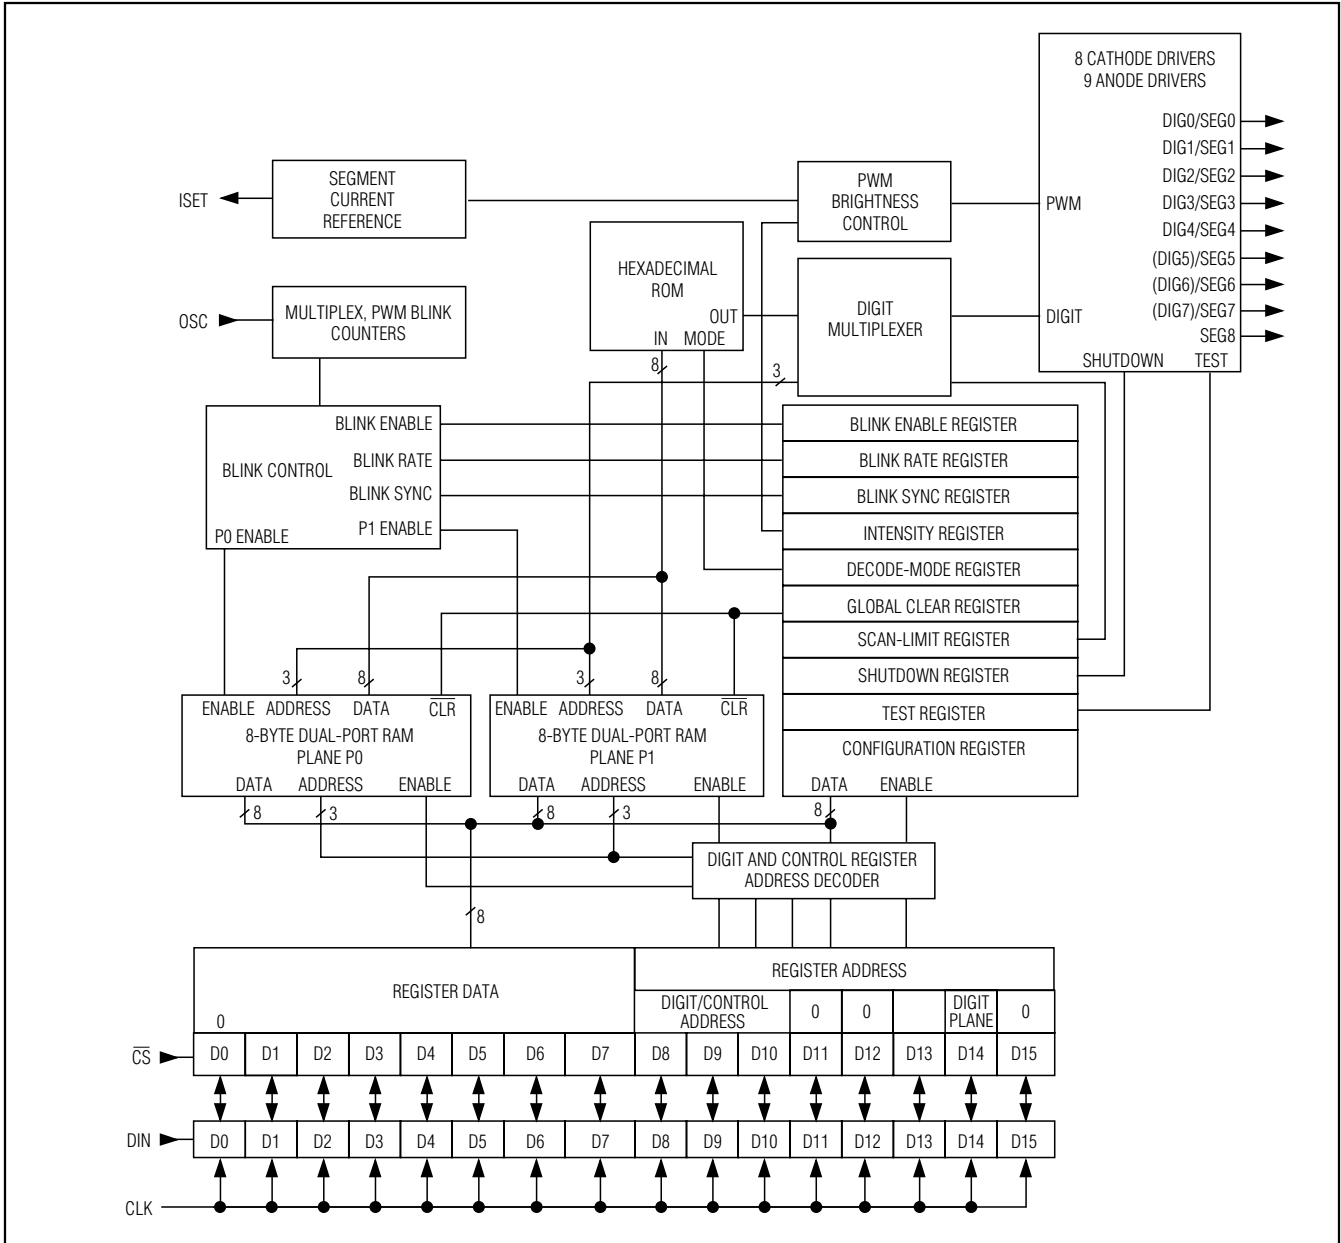 8 CATHODE DRIVERS
9 ANODE DRIVERS
DIG0/SEG0
DIG1/SEG1
DIG2/SEG2
DIG3/SEG3
DIG4/SEG4
(DIG5)/SEG5
(DIG6)/SEG6
(DIG7)/SEG7
SEG8
PWM
DIGIT
SHUTDOWN TEST
ISET
SEGMENT
CURRENT
REFERENCE
PWM
BRIGHTNESS
CONTROL
HEXADECIMAL
ROM
OUT
IN MODE
8
DIGIT
MULTIPLEXER
3
OSC
MULTIPLEX, PWM BLINK
COUNTERS
BLINK ENABLE
BLINK CONTROL
BLINK RATE
BLINK SYNC
P0 ENABLE
P1 ENABLE
BLINK ENABLE REGISTER
BLINK RATE REGISTER
BLINK SYNC REGISTER
INTENSITY REGISTER
DECODE-MODE REGISTER
GLOBAL CLEAR REGISTER
SCAN-LIMIT REGISTER
SHUTDOWN REGISTER
TEST REGISTER
CONFIGURATION REGISTER
DATA ENABLE
8
3 8
3 8
ENABLE ADDRESS DATA C̅L̅R̅
8-BYTE DUAL-PORT RAM
PLANE P0
DATA ADDRESS ENABLE
8 3
ENABLE ADDRESS DATA C̅L̅R̅
8-BYTE DUAL-PORT RAM
PLANE P1
DATA ADDRESS ENABLE
8 3
DIGIT AND CONTROL REGISTER
ADDRESS DECODER
8
REGISTER DATA
0
REGISTER ADDRESS
DIGIT/CONTROL
ADDRESS
0 0
DIGIT
PLANE
0
C̅S̅
D0 D1 D2 D3 D4 D5 D6 D7 D8 D9 D10 D11 D12 D13 D14 D15
DIN
D0 D1 D2 D3 D4 D5 D6 D7 D8 D9 D10 D11 D12 D13 D14 D15
CLK